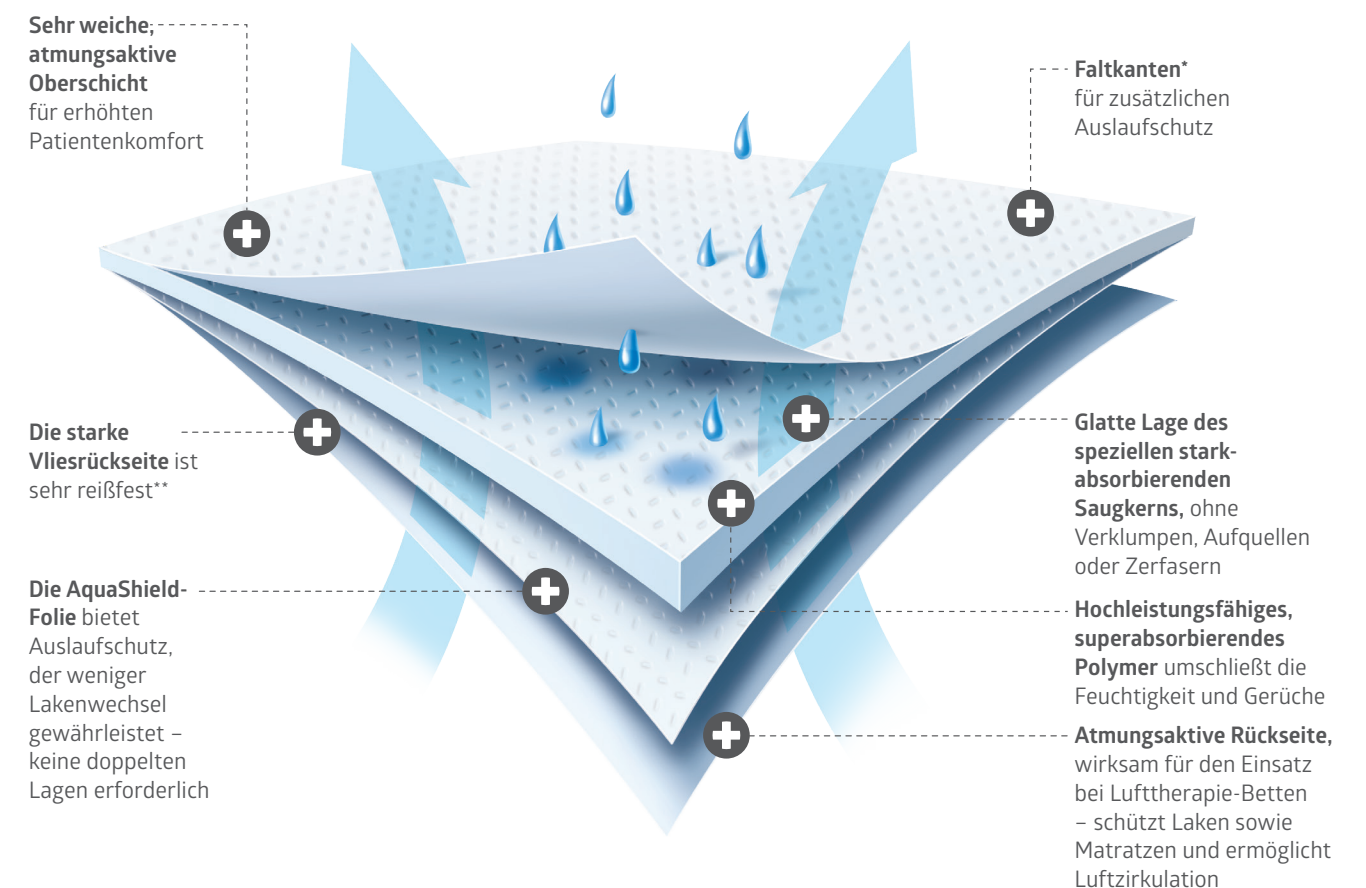 Sehr weiche,
atmungsaktive
Oberschicht
für erhöhten
Patientenkomfort
Faltkanten*
für zusätzlichen
Auslaufschutz
Die starke
Vliesrückseite ist
sehr reißfest**
Die AquaShield-
Folie bietet
Auslaufschutz,
der weniger
Lakenwechsel
gewährleistet –
keine doppelten
Lagen erforderlich
Glatte Lage des
speziellen stark-
absorbierenden
Saugkerns, ohne
Verklumpen, Aufquellen
oder Zerfasern
Hochleistungsfähiges,
superabsorbierendes
Polymer umschließt die
Feuchtigkeit und Gerüche
Atmungsaktive Rückseite,
wirksam für den Einsatz
bei Lufttherapie-Betten
– schützt Laken sowie
Matratzen und ermöglicht
Luftzirkulation